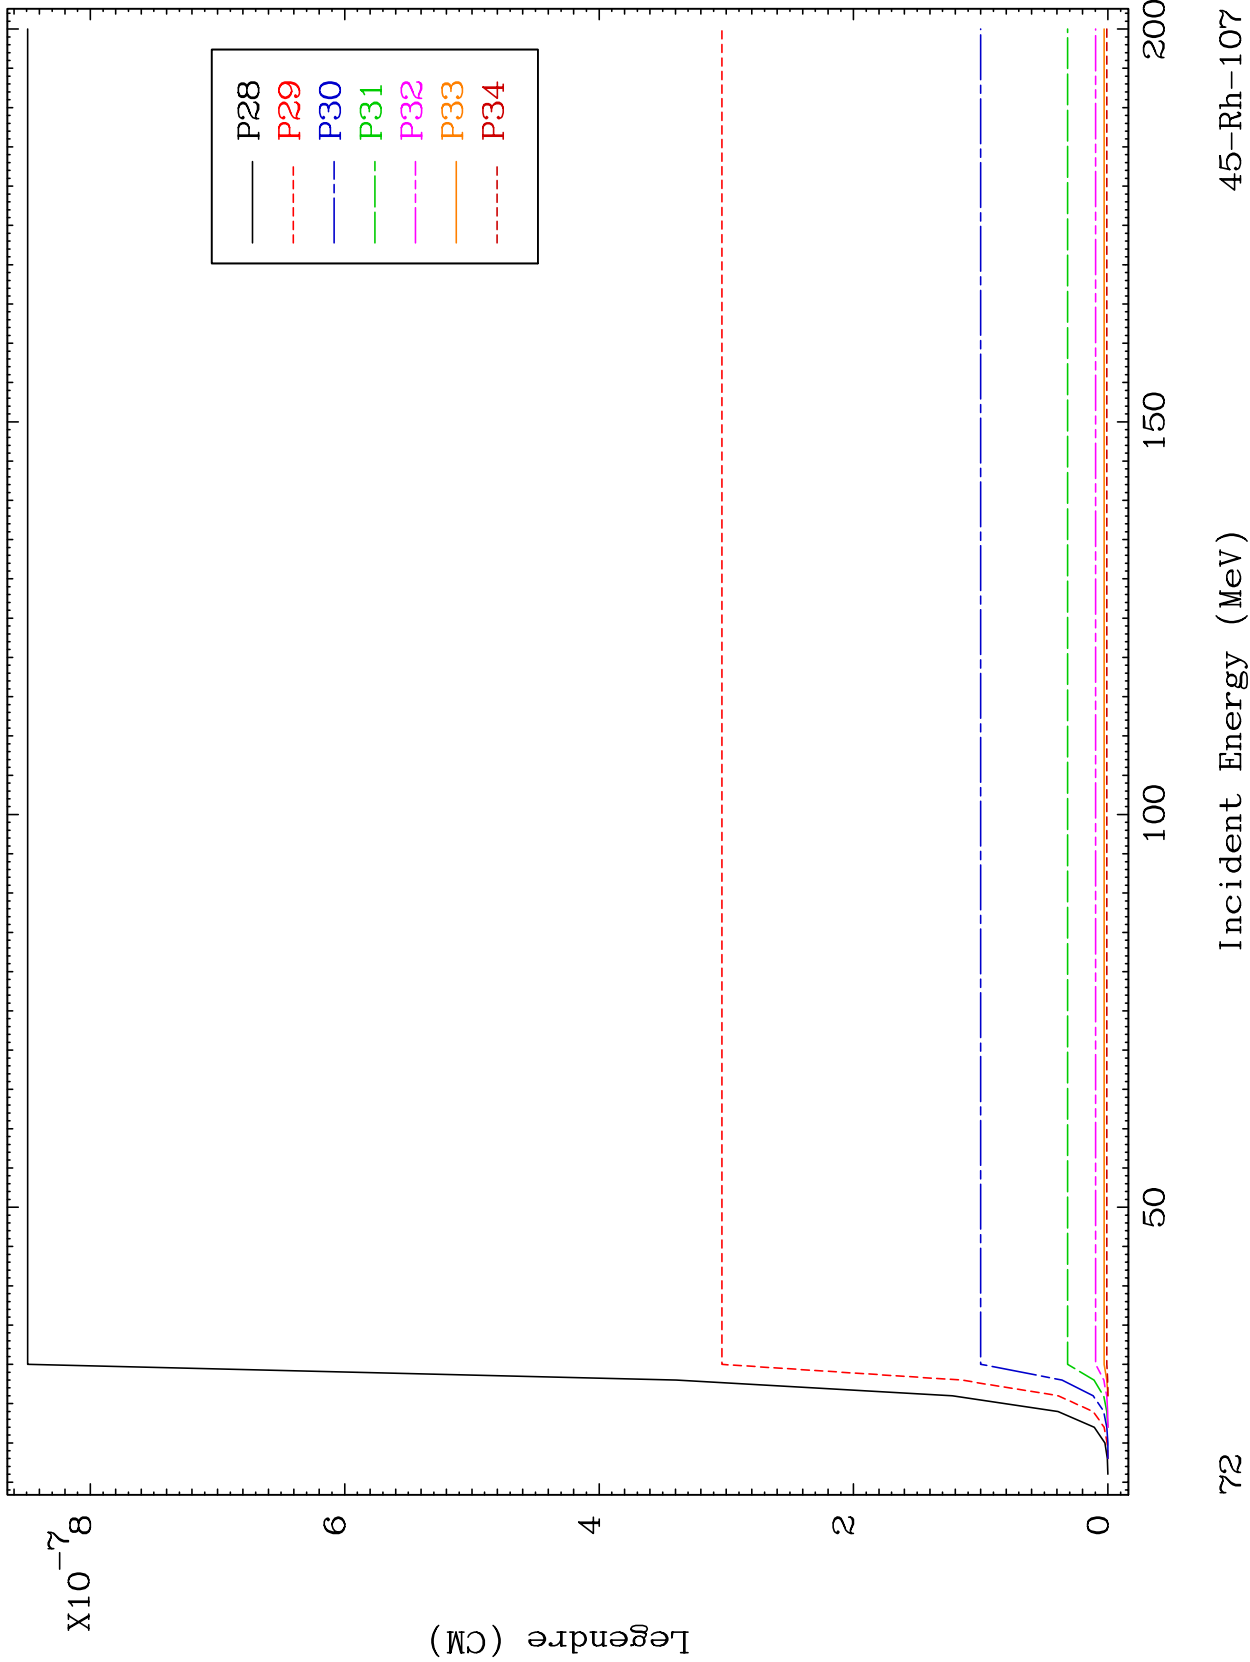 X10⁻⁷
8
6
4
2
0
Legendre (CM)
P28
P29
P30
P31
P32
P33
P34
50
100
150
200
Incident Energy (MeV)
72
45-Rh-107